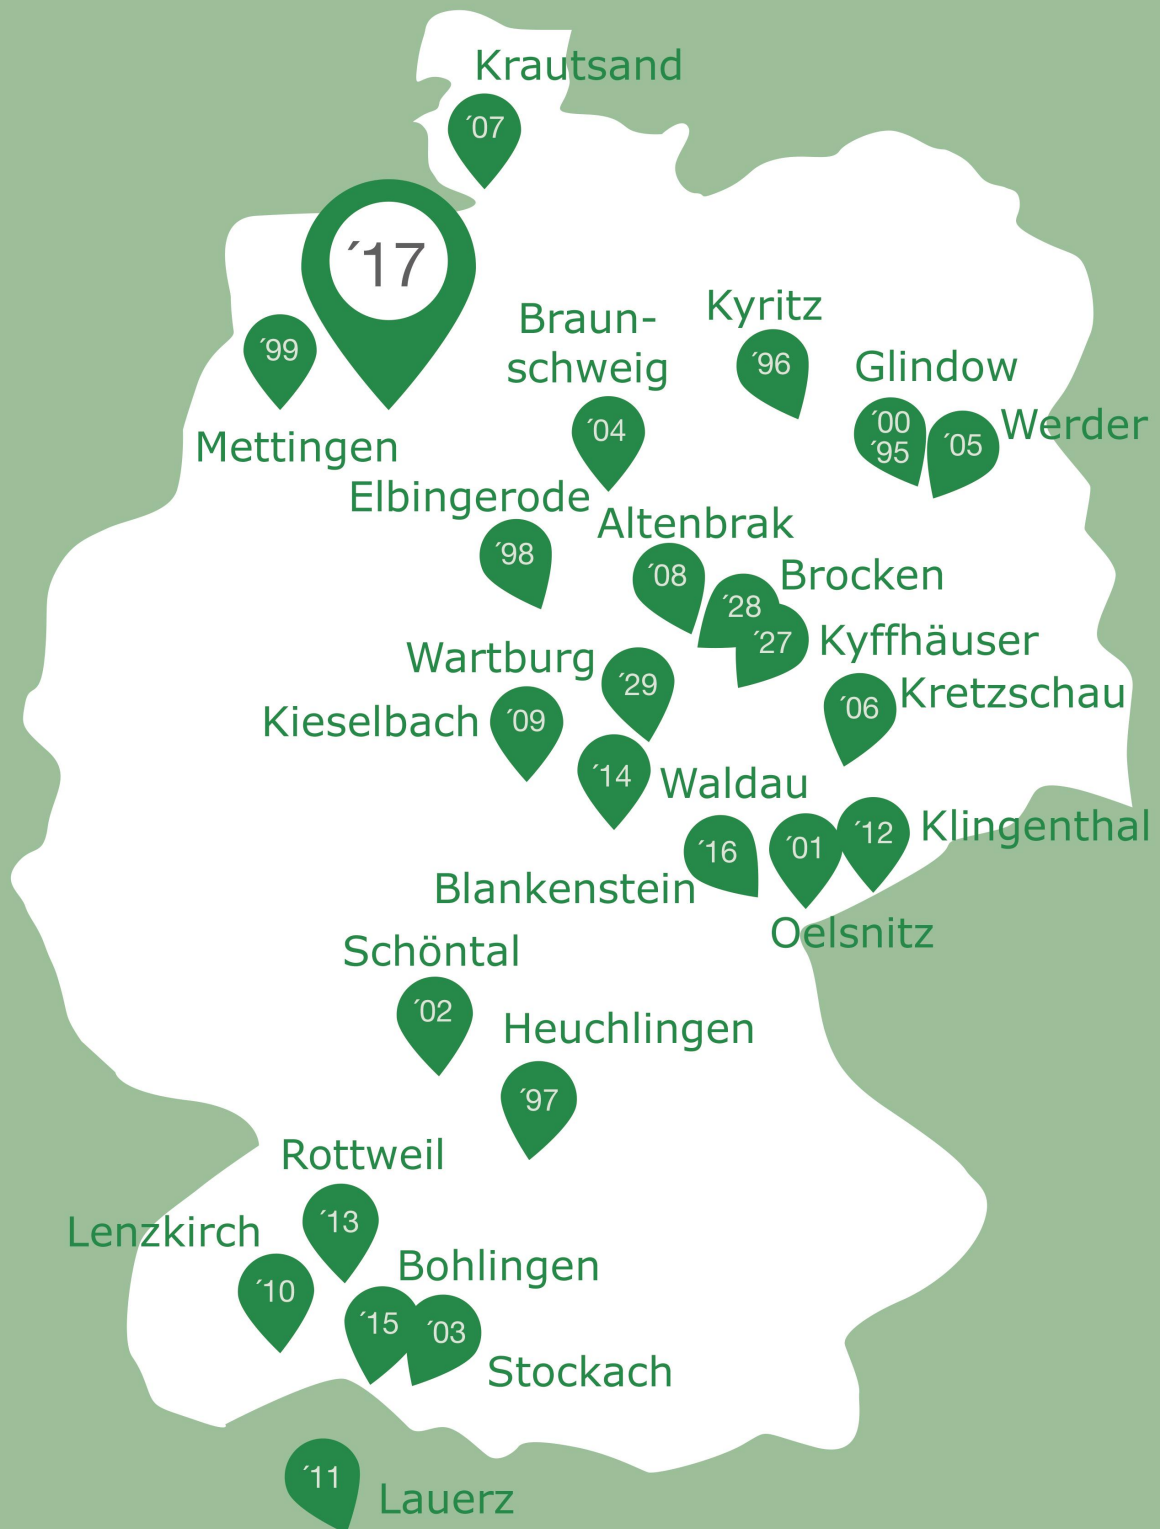 Krautsand
´07
´17
´99
Mettingen
Braun-
schweig
´04
Kyritz
´96
Glindow
´00
´95
Werder
´05
Elbingerode
´98
Altenbrak
´08
Brocken
´28
Kyffhäuser
´27
Wartburg
´29
Kretzschau
´06
Kieselbach
´09
´14
Waldau
´16
Blankenstein
´01
Oelsnitz
´12
Klingenthal
Schöntal
´02
Heuchlingen
´97
Rottweil
´13
Lenzkirch
´10
Bohlingen
´15
´03
Stockach
´11
Lauerz